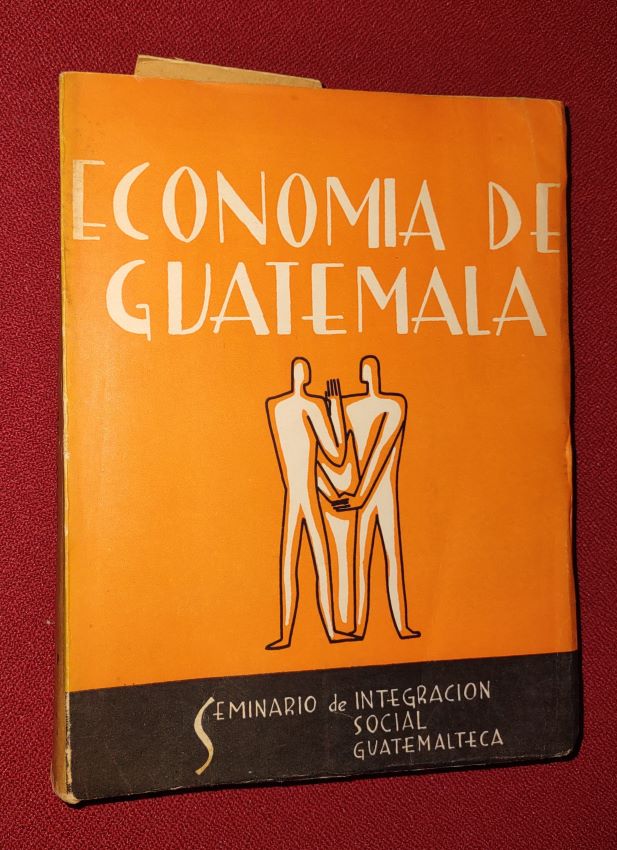 ECONOMIA DE
GUATEMALA
SEMINARIO de INTEGRACION
SOCIAL
GUATEMALTECA